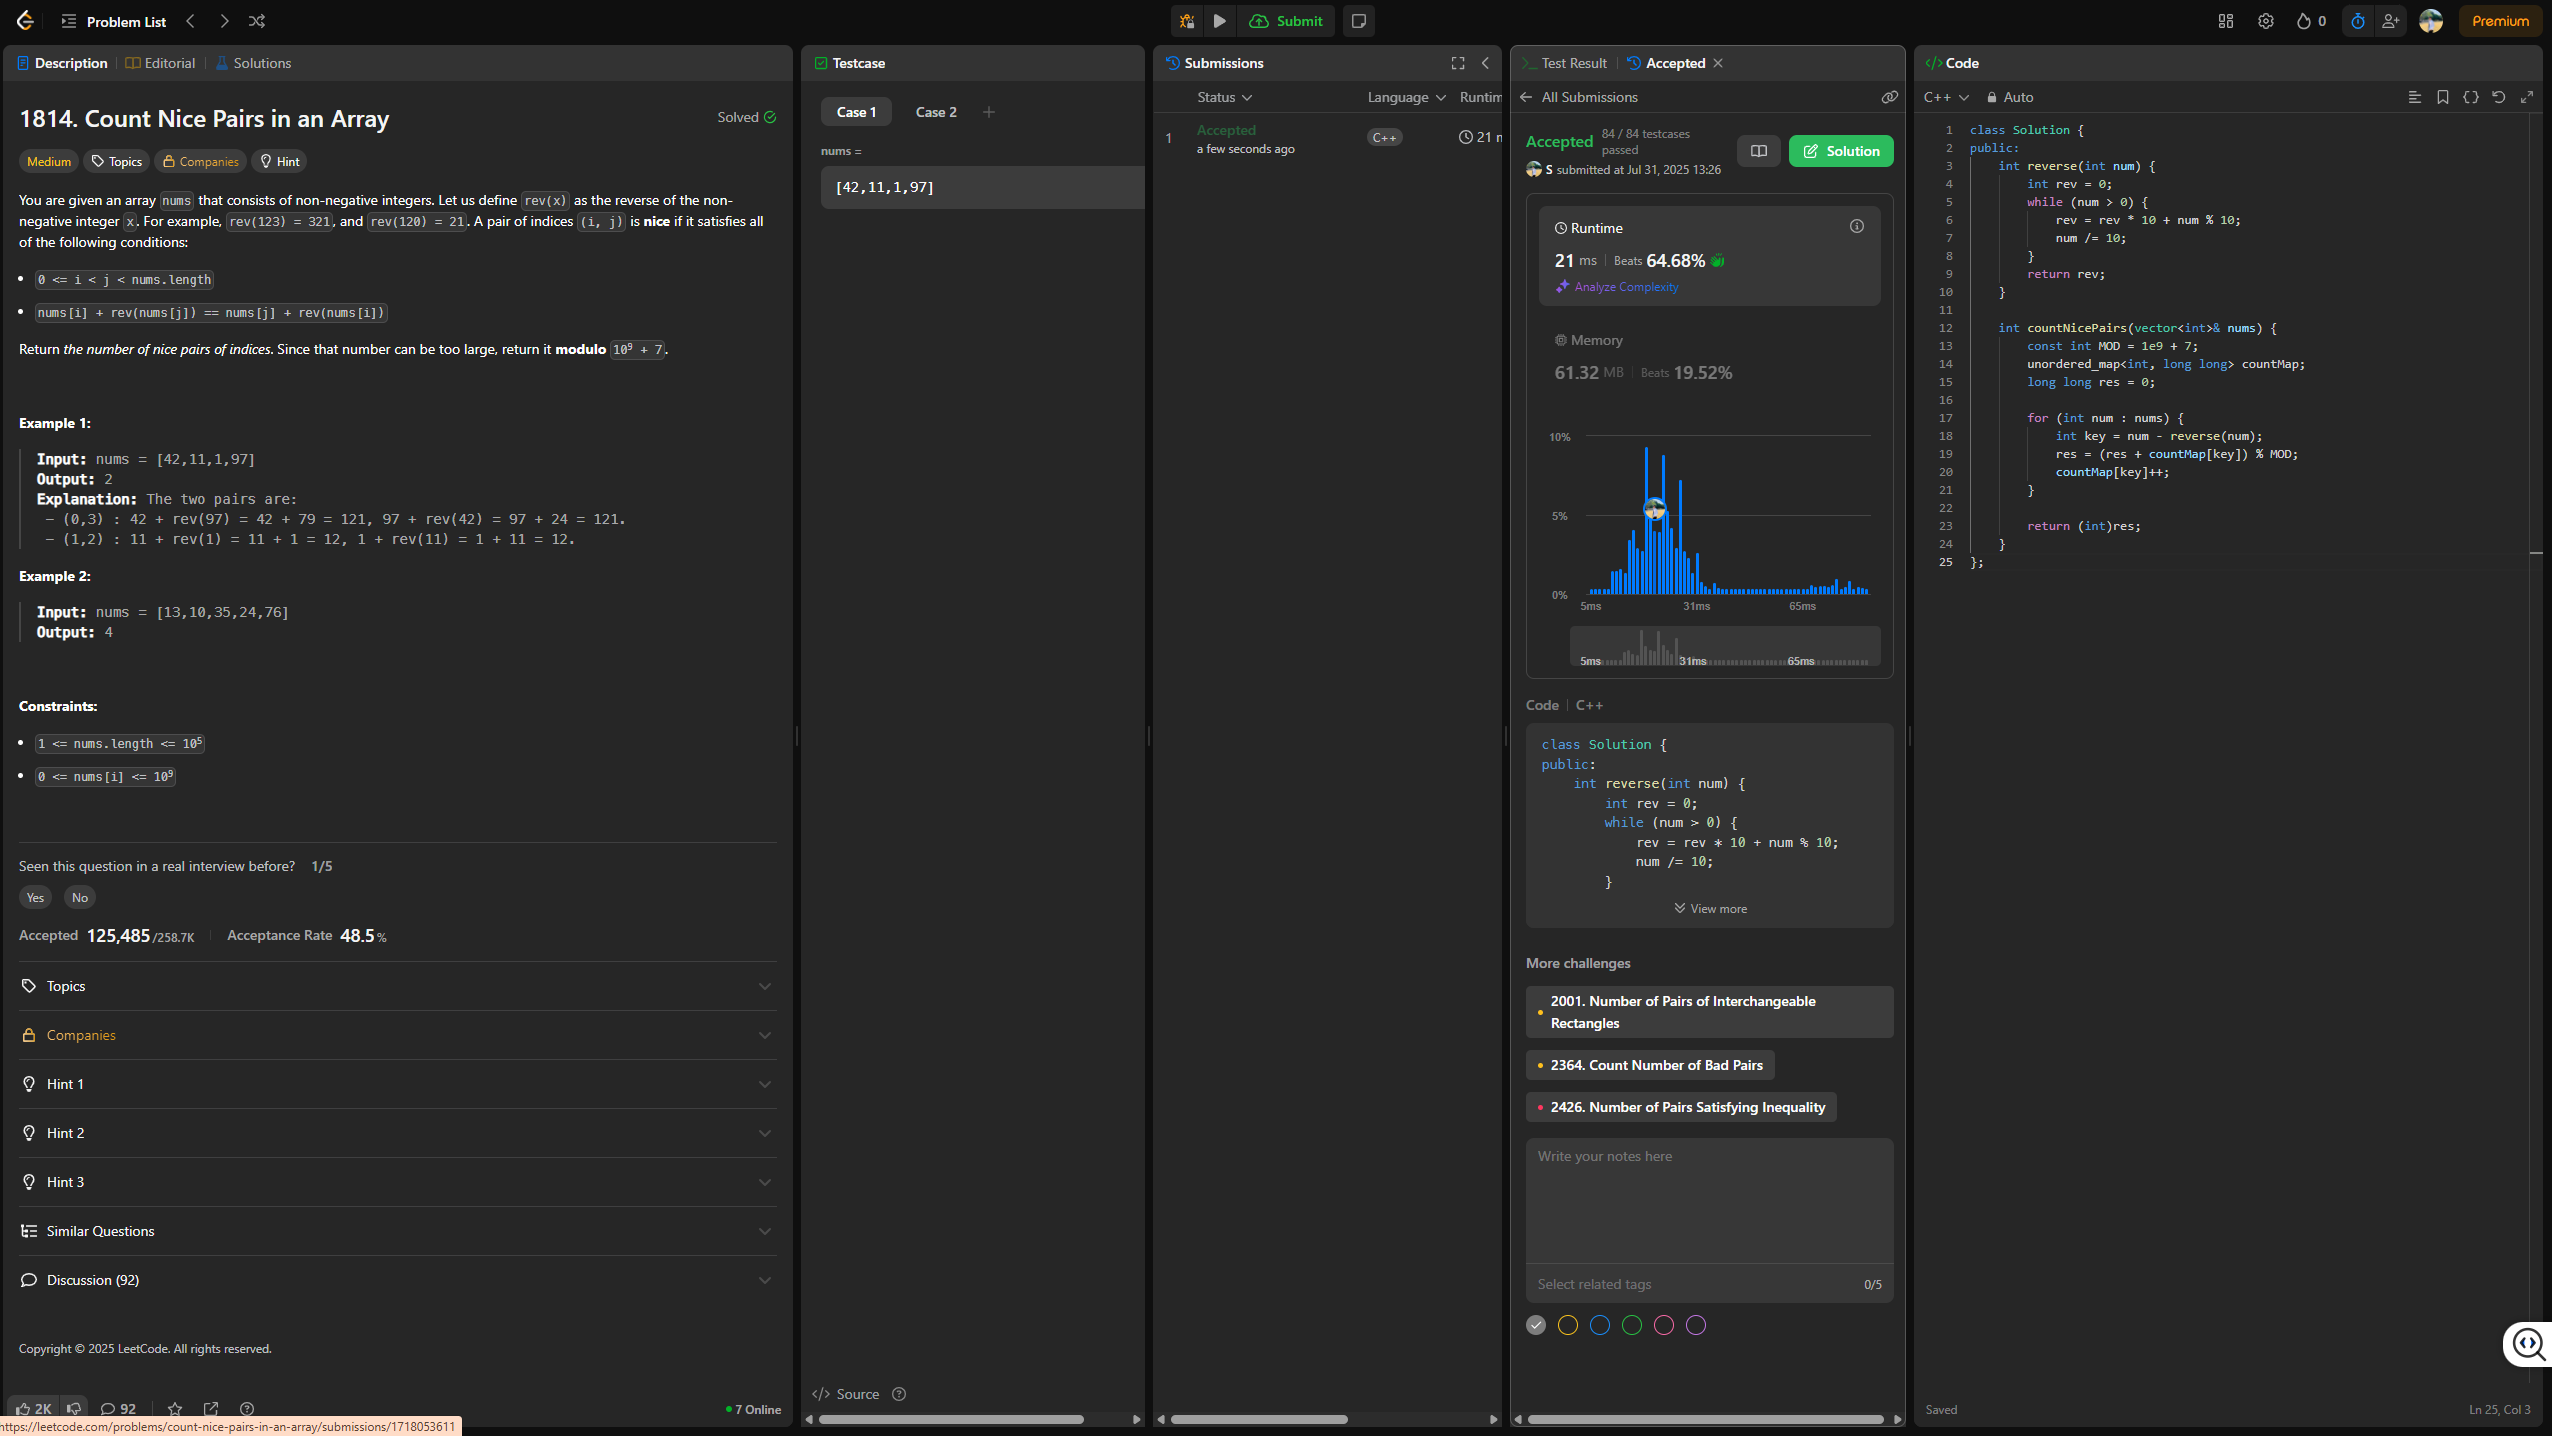 Problem List
Submit
0
Premium
Description
Editorial
Solutions
1814. Count Nice Pairs in an Array
Solved
Medium
Topics
Companies
Hint
You are given an array nums that consists of non-negative integers. Let us define rev(x) as the reverse of the non-
negative integer x. For example, rev(123) = 321, and rev(120) = 21. A pair of indices (i, j) is nice if it satisfies all
of the following conditions:
0 <= i < j < nums.length
nums[i] + rev(nums[j]) == nums[j] + rev(nums[i])
Return the number of nice pairs of indices. Since that number can be too large, return it modulo 10⁹ + 7.
Example 1:
Input: nums = [42,11,1,97]
Output: 2
Explanation: The two pairs are:
- (0,3) : 42 + rev(97) = 42 + 79 = 121, 97 + rev(42) = 97 + 24 = 121.
- (1,2) : 11 + rev(1) = 11 + 1 = 12, 1 + rev(11) = 1 + 11 = 12.
Example 2:
Input: nums = [13,10,35,24,76]
Output: 4
Constraints:
1 <= nums.length <= 10⁵
0 <= nums[i] <= 10⁹
Seen this question in a real interview before? 1/5
Yes
No
Accepted 125,485/258.7K
Acceptance Rate 48.5%
Topics
Companies
Hint 1
Hint 2
Hint 3
Similar Questions
Discussion (92)
Copyright © 2025 LeetCode. All rights reserved.
2K
92
7 Online
https://leetcode.com/problems/count-nice-pairs-in-an-array/submissions/1718053611
Testcase
Case 1
Case 2
nums =
[42,11,1,97]
</> Source
Submissions
Status
Language
Runtim
1
Accepted
a few seconds ago
C++
21 m
Test Result
Accepted
All Submissions
Accepted
84 / 84 testcases
passed
S submitted at Jul 31, 2025 13:26
Solution
Runtime
21 ms
Beats 64.68%
Analyze Complexity
Memory
61.32 MB
Beats 19.52%
10%
5%
0%
5ms
31ms
65ms
5ms
31ms
65ms
Code
C++
class Solution {
public:
    int reverse(int num) {
        int rev = 0;
        while (num > 0) {
            rev = rev * 10 + num % 10;
            num /= 10;
        }
View more
More challenges
2001. Number of Pairs of Interchangeable
Rectangles
2364. Count Number of Bad Pairs
2426. Number of Pairs Satisfying Inequality
Write your notes here
Select related tags
0/5
</> Code
C++
Auto
1 class Solution {
2 public:
3     int reverse(int num) {
4         int rev = 0;
5         while (num > 0) {
6             rev = rev * 10 + num % 10;
7             num /= 10;
8         }
9         return rev;
10     }
11
12     int countNicePairs(vector<int>& nums) {
13         const int MOD = 1e9 + 7;
14         unordered_map<int, long long> countMap;
15         long long res = 0;
16
17         for (int num : nums) {
18             int key = num - reverse(num);
19             res = (res + countMap[key]) % MOD;
20             countMap[key]++;
21         }
22
23         return (int)res;
24     }
25 };
Saved
Ln 25, Col 3